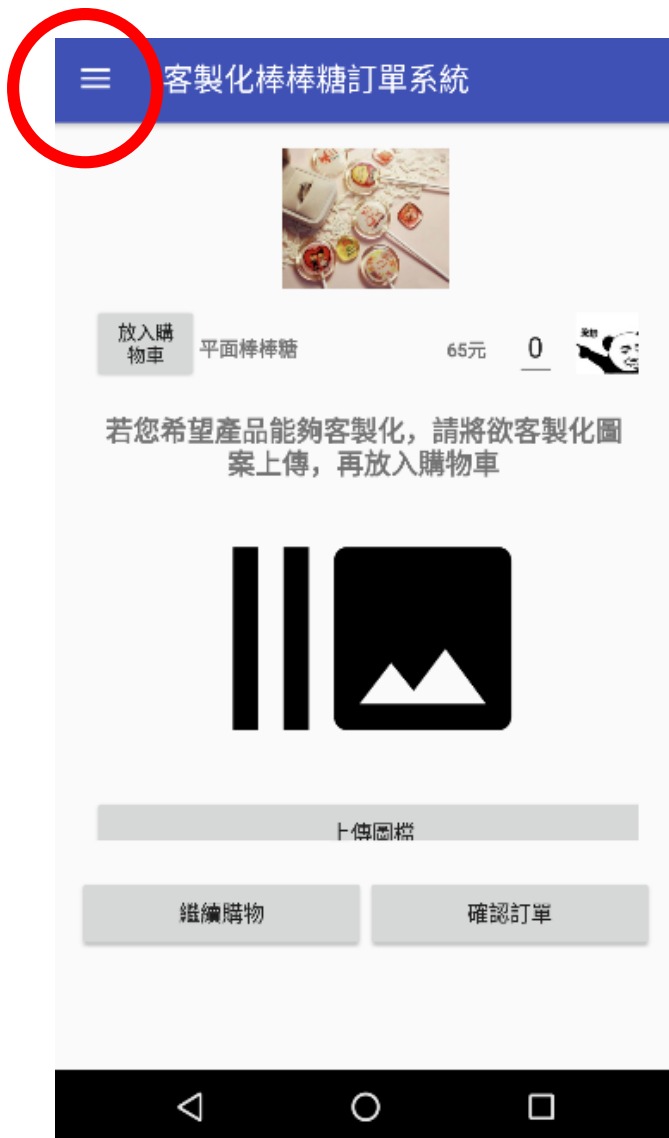 客製化棒棒糖訂單系統
放入購
物車
平面棒棒糖
65元
0
若您希望產品能夠客製化，請將欲客製化圖
案上傳，再放入購物車
上傳圖檔
繼續購物
確認訂單